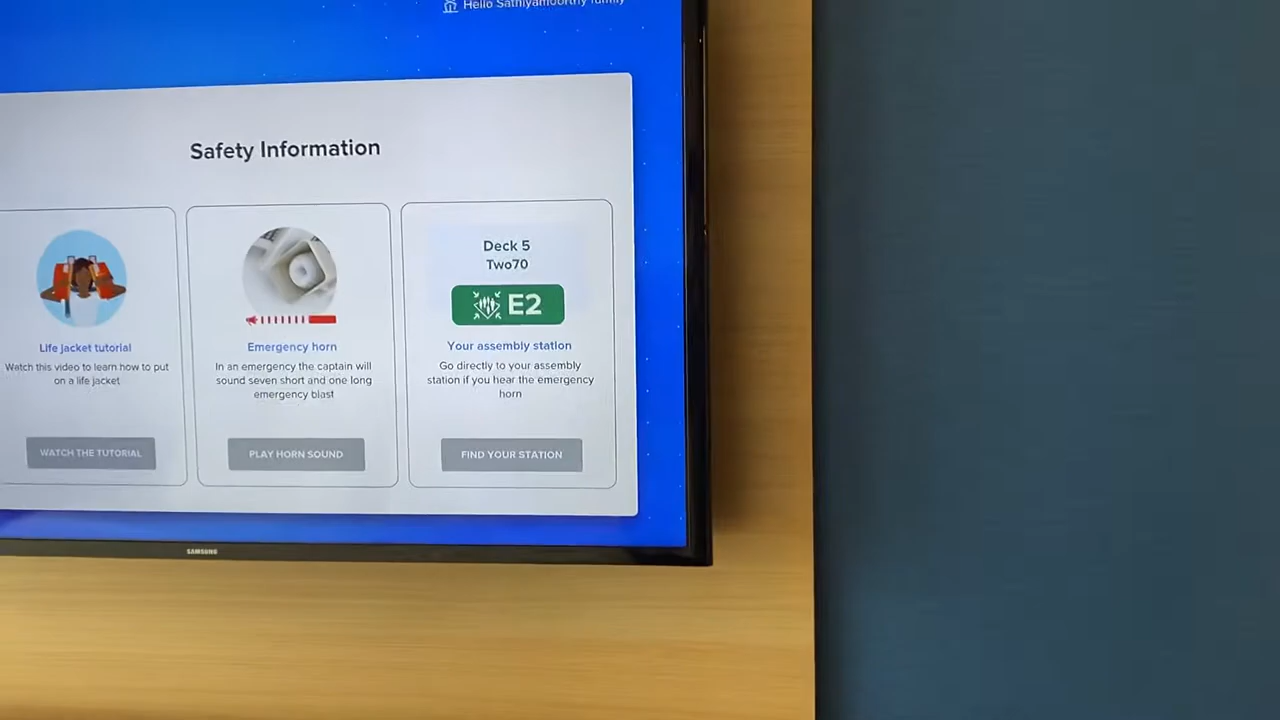 Hello Sathiyamoorthy family
Safety Information
Life jacket tutorial
Watch this video to learn how to put
on a life jacket
WATCH THE TUTORIAL
Emergency horn
In an emergency the captain will
sound seven short and one long
emergency blast
PLAY HORN SOUND
Deck 5
Two70
E2
Your assembly station
Go directly to your assembly
station if you hear the emergency
horn
FIND YOUR STATION
SAMSUNG